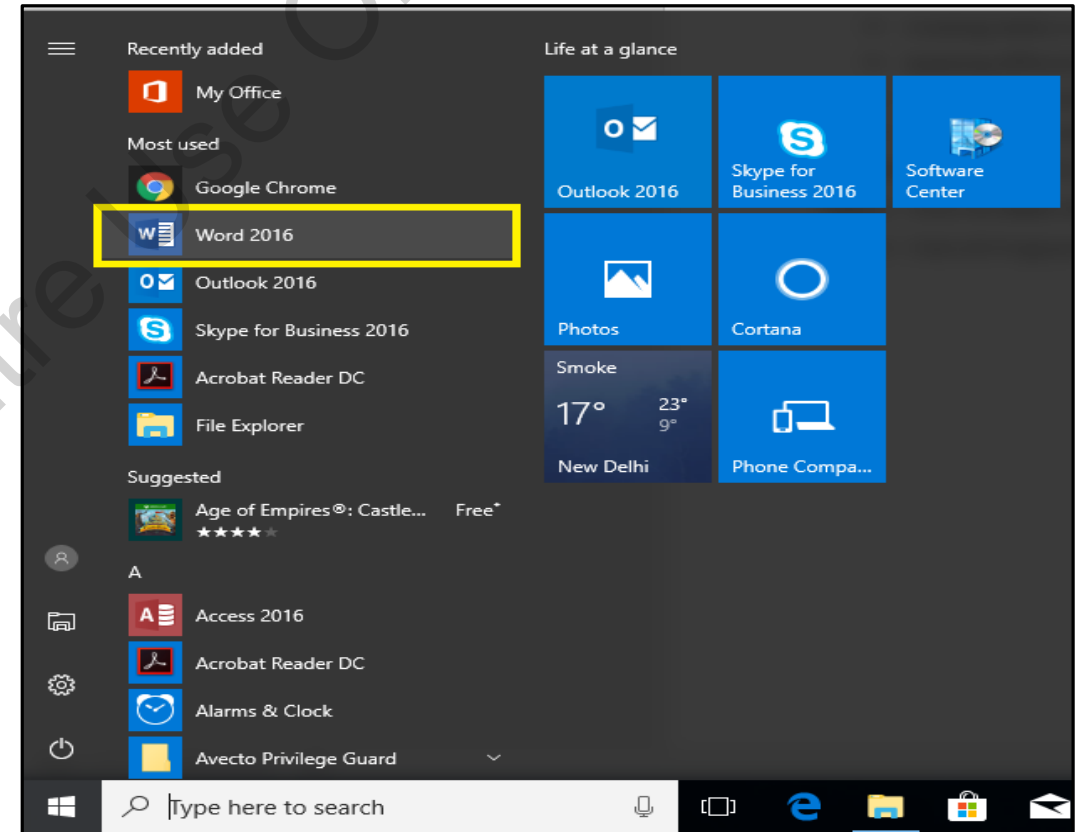 Recently added
My Office
Most used
Google Chrome
Word 2016
Outlook 2016
Skype for Business 2016
Acrobat Reader DC
File Explorer
Suggested
Age of Empires®: Castle... Free+
A
Access 2016
Acrobat Reader DC
Alarms & Clock
Avecto Privilege Guard
Life at a glance
Outlook 2016
Skype for
Business 2016
Software
Center
Photos
Cortana
Smoke
17° 23°
9°
New Delhi
Phone Compa...
Type here to search